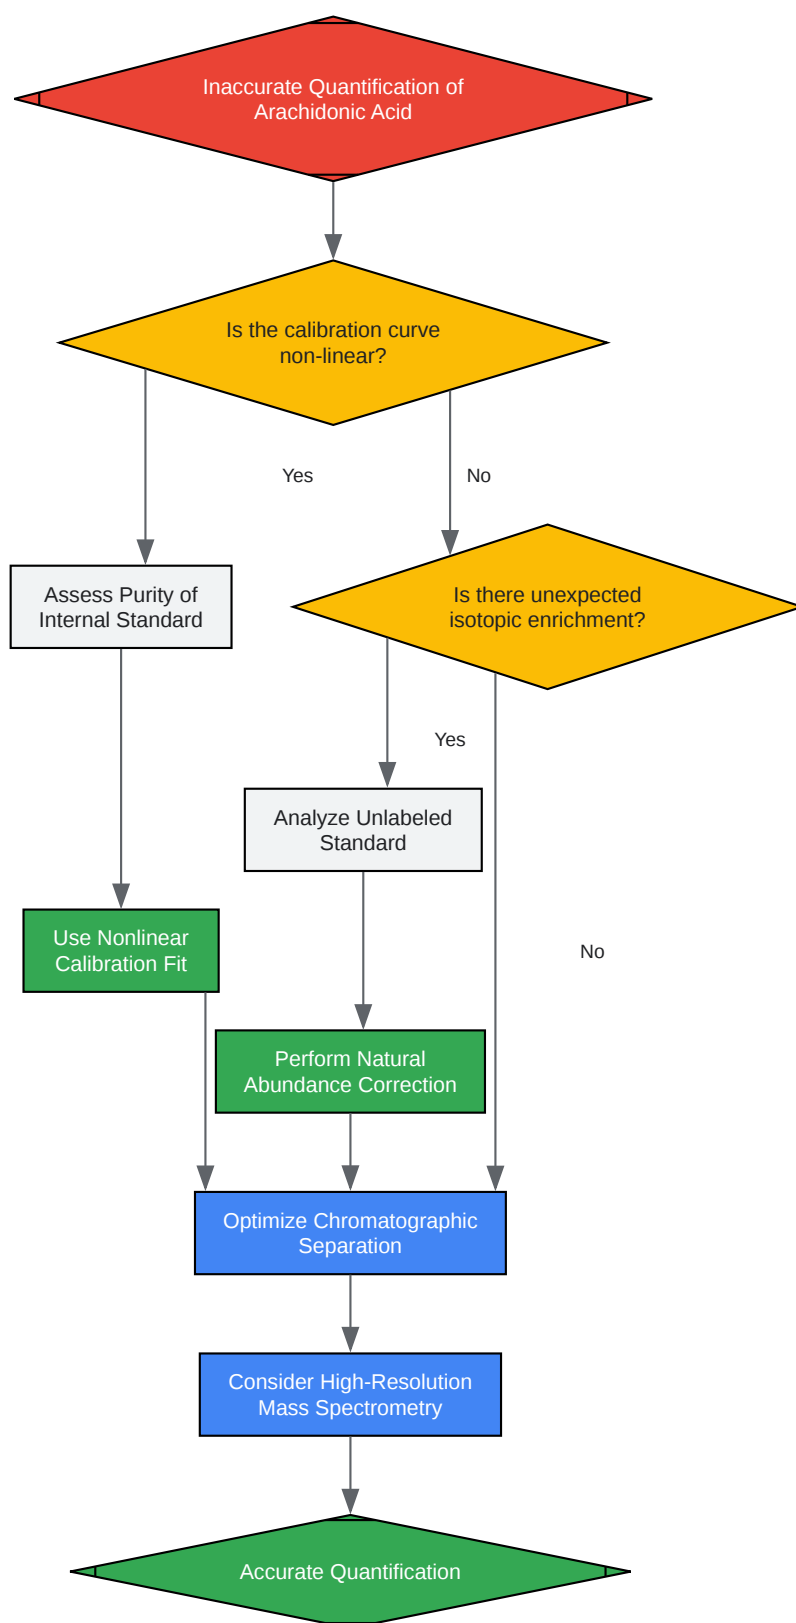 Inaccurate Quantification of
Arachidonic Acid
Is the calibration curve
non-linear?
Yes
No
Assess Purity of
Internal Standard
Is there unexpected
isotopic enrichment?
Yes
Analyze Unlabeled
Standard
Use Nonlinear
Calibration Fit
No
Perform Natural
Abundance Correction
Optimize Chromatographic
Separation
Consider High-Resolution
Mass Spectrometry
Accurate Quantification